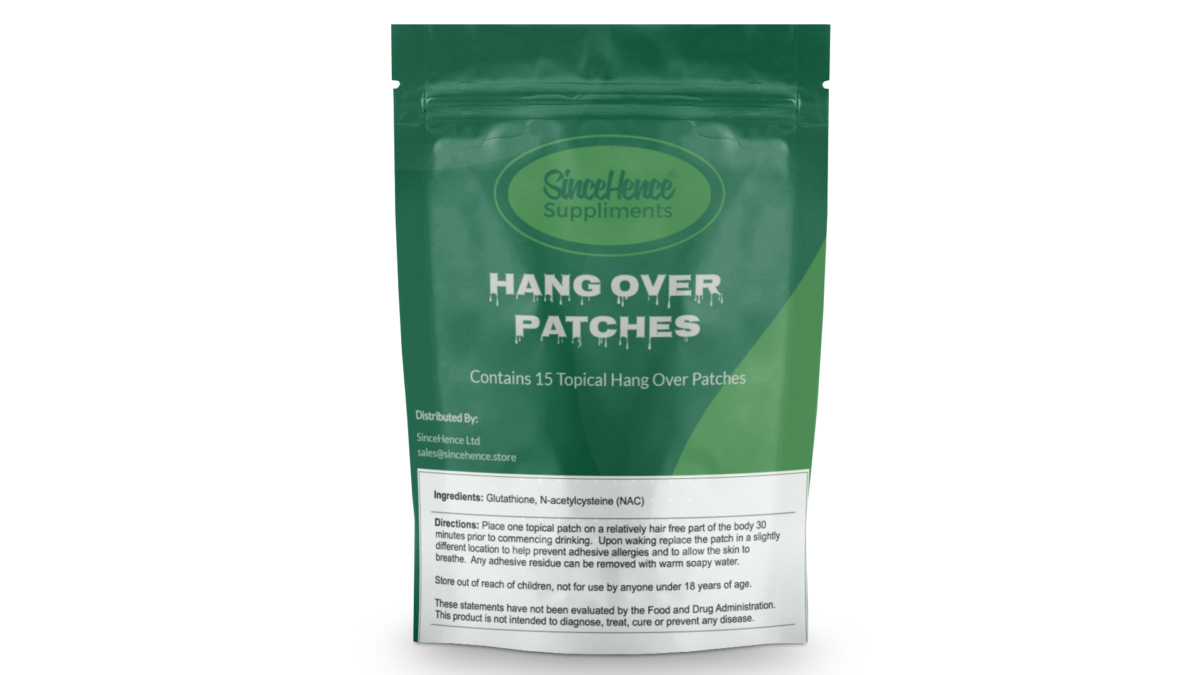 SinceHence®
Suppliments
HANG OVER
PATCHES
Contains 15 Topical Hang Over Patches
Distributed By:
SinceHence Ltd
sales@sincehence.store
Ingredients: Glutathione, N-acetylcysteine (NAC)
Directions: Place one topical patch on a relatively hair free part of the body 30
minutes prior to commencing drinking. Upon waking replace the patch in a slightly
different location to help prevent adhesive allergies and to allow the skin to
breathe. Any adhesive residue can be removed with warm soapy water.
Store out of reach of children, not for use by anyone under 18 years of age.
These statements have not been evaluated by the Food and Drug Administration.
This product is not intended to diagnose, treat, cure or prevent any disease.